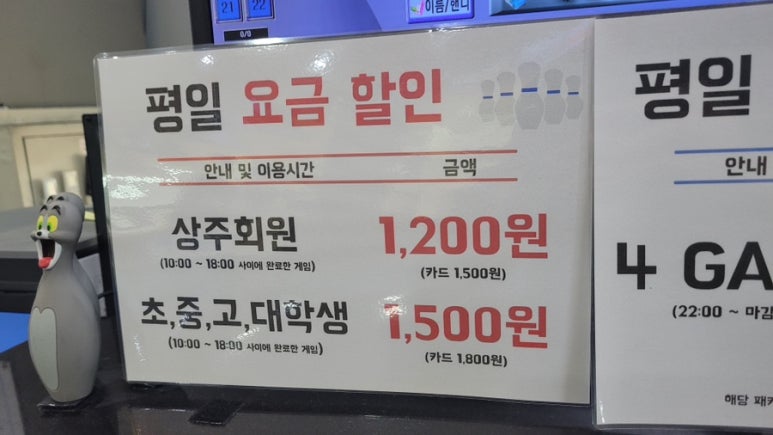 21 22
이름/핸디
0/0
평일 요금 할인
안내 및 이용시간 금액
상주회원 1,200원
(10:00 ~ 18:00 사이에 완료한 게임) (카드 1,500원)
초,중,고,대학생 1,500원
(10:00 ~ 18:00 사이에 완료한 게임) (카드 1,800원)
평일
안내
4 GA
(22:00 ~ 마감
해당 패키